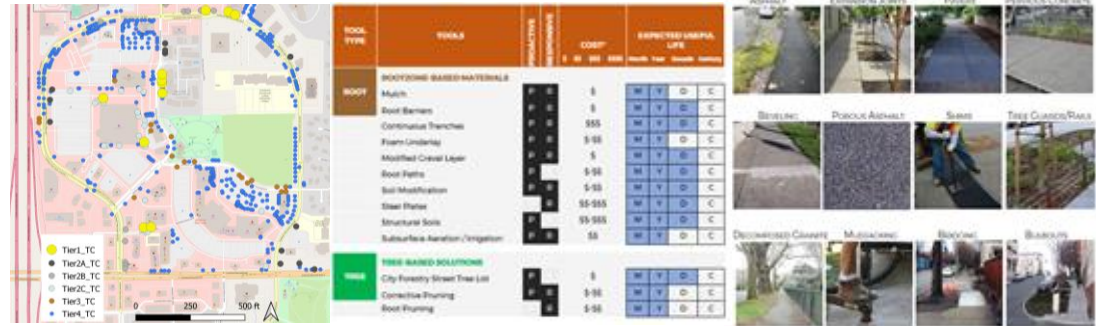 Tier1_TC
Tier2A_TC
Tier2B_TC
Tier2C_TC
Tier3_TC
Tier4_TC
0 250 500 ft
TOOL TYPE
TOOLS
PROACTIVE
RESPONSIVE
COST*
$ $$ $$$ $$$$
EXPECTED USEFUL LIFE
Month Year Decade Century
ROOT
ROOTZONE-BASED MATERIALS
Mulch P R $ M Y D C
Root Barriers P R $ M Y D C
Continuous Trenches P R $$$ M Y D C
Foam Underlay P R $-$$ M Y D C
Modified Gravel Layer P R $ M Y D C
Root Paths P $-$$ M Y D C
Soil Modification P R $-$$ M Y D C
Steel Plates R $$-$$$ M Y D C
Structural Soils P R $$-$$$ M Y D C
Subsurface Aeration / Irrigation P R $$ M Y D C
TREE
TREE-BASED SOLUTIONS
City Forestry Street Tree List P $ M Y D C
Corrective Pruning P R $-$$ M Y D C
Root Pruning R $-$$ M Y D C
ASPHALT EXPANSION JOINTS PAVERS PERVIOUS CONCRETE
BEVELING POROUS ASPHALT SHIMS TREE GUARDS/RAILS
DECOMPOSED GRANITE MUDJACKING BRIDGING BULBOUTS